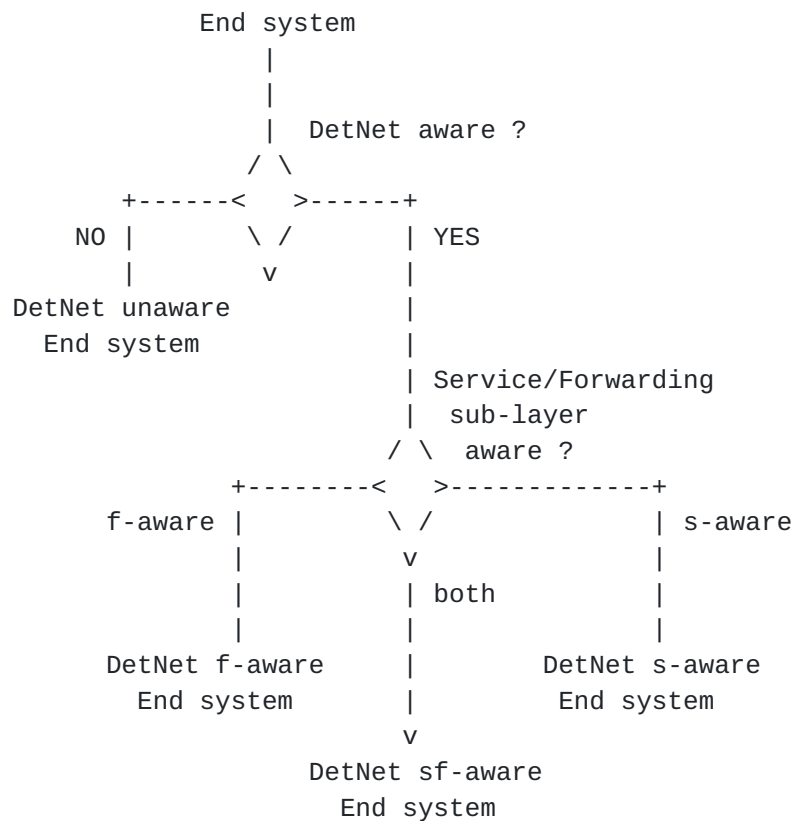 End system
DetNet aware ?
NO
YES
DetNet unaware
End system
Service/Forwarding
sub-layer
aware ?
f-aware
s-aware
both
DetNet f-aware
End system
DetNet s-aware
End system
DetNet sf-aware
End system